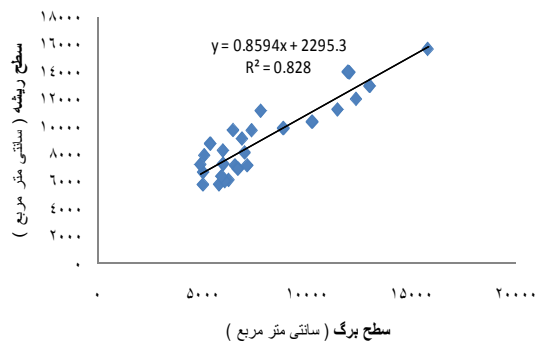 ۱۸۰۰۰
۱۶۰۰۰
۱۴۰۰۰
۱۲۰۰۰
۱۰۰۰۰
۸۰۰۰
۶۰۰۰
۴۰۰۰
۲۰۰۰
۰
سطح ریشه ( سانتی متر مربع )
y = 0.8594x + 2295.3
R² = 0.828
۰ ۵۰۰۰ ۱۰۰۰۰ ۱۵۰۰۰ ۲۰۰۰۰
سطح برگ ( سانتی متر مربع )